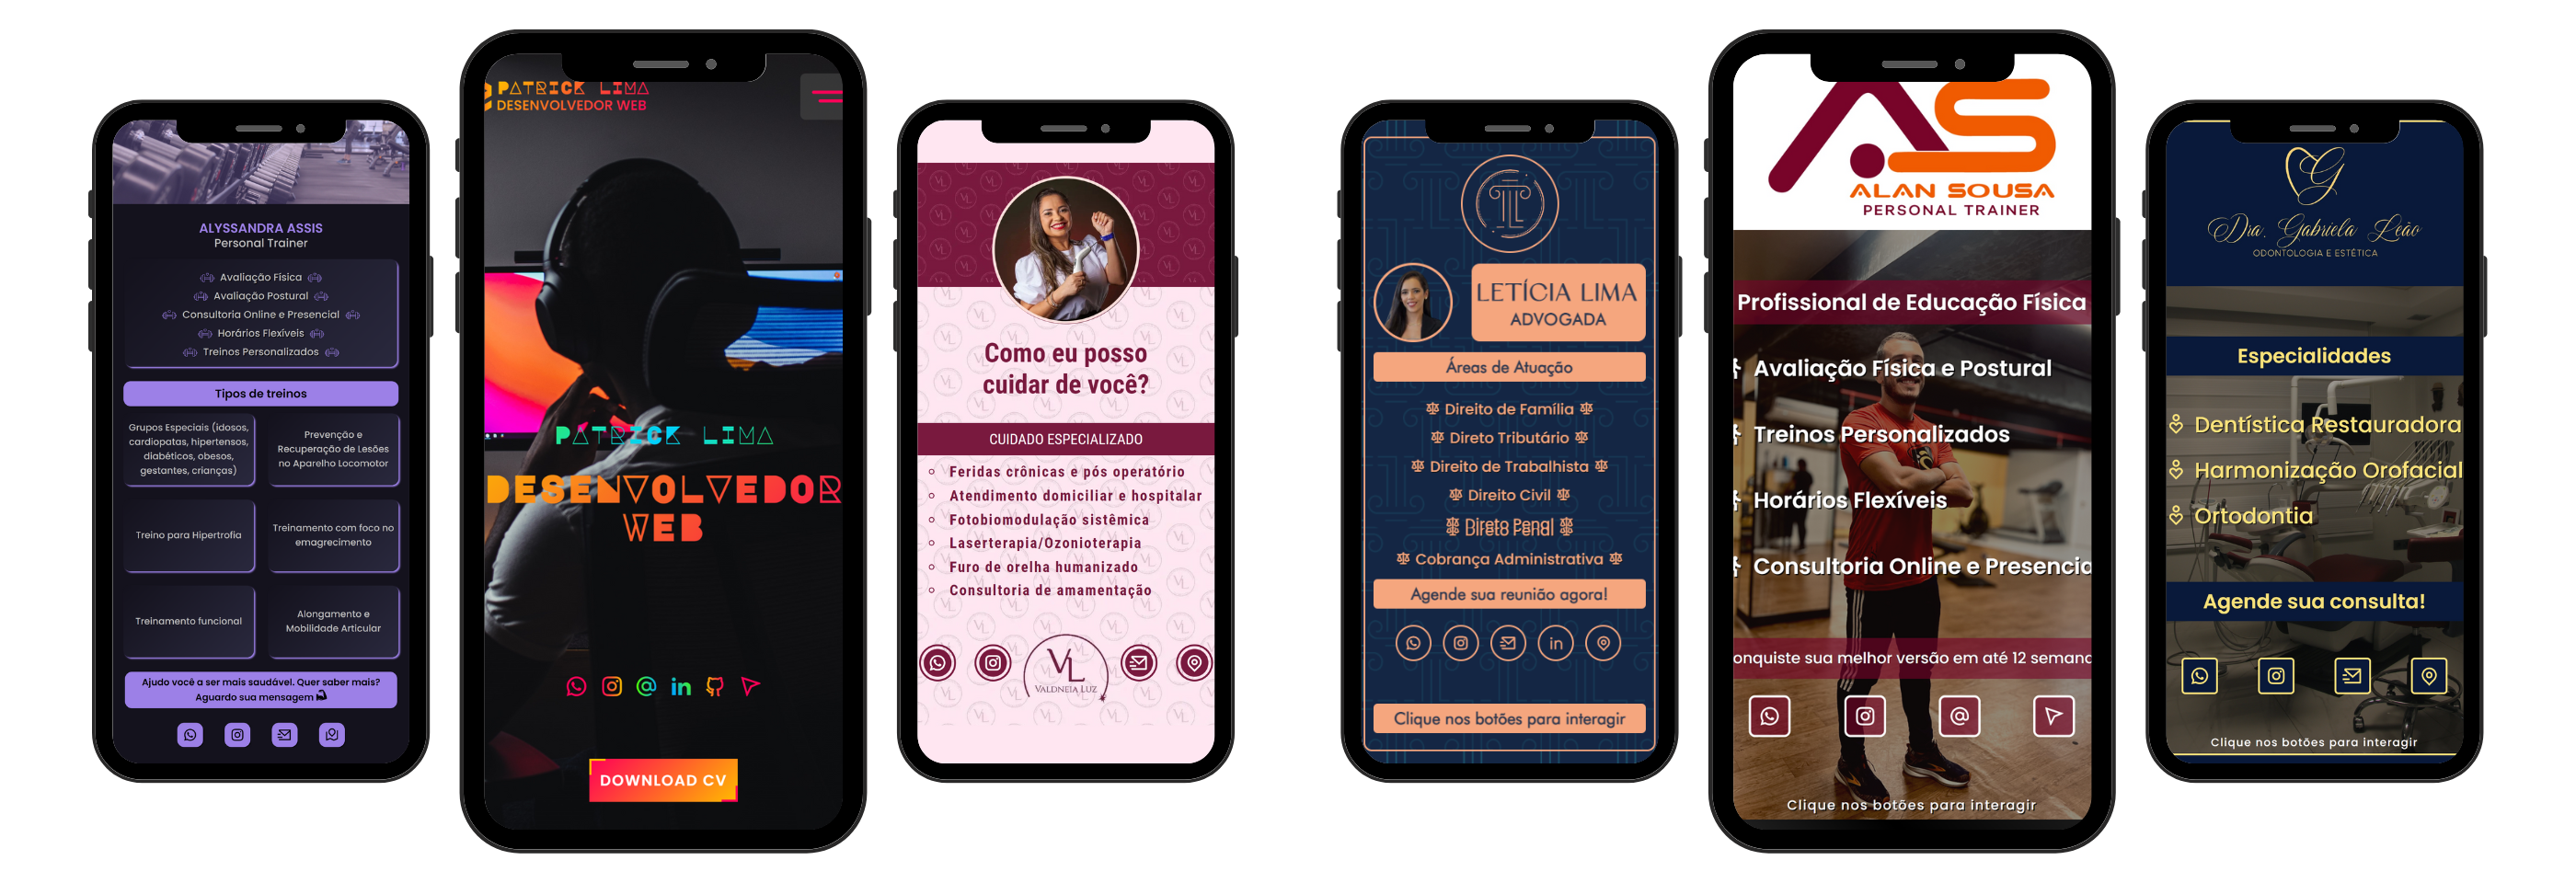 ALYSSANDRA ASSIS
Personal Trainer
Avaliação Física
Avaliação Postural
Consultoria Online e Presencial
Horários Flexíveis
Treinos Personalizados
Tipos de treinos
Grupos Especiais (idosos,
cardiopatas, hipertensos,
diabéticos, obesos,
gestantes, crianças)
Prevenção e
Recuperação de Lesões
no Aparelho Locomotor
Treino para Hipertrofia
Treinamento com foco no
emagrecimento
Treinamento funcional
Alongamento e
Mobilidade Articular
Ajudo você a ser mais saudável. Quer saber mais?
Aguardo sua mensagem
PATRICK LIMA
DESENVOLVEDOR WEB
PATRICK LIMA
DESENVOLVEDOR
WEB
DOWNLOAD CV
Como eu posso
cuidar de você?
CUIDADO ESPECIALIZADO
Feridas crônicas e pós operatório
Atendimento domiciliar e hospitalar
Fotobiomodulação sistêmica
Laserterapia/Ozonioterapia
Furo de orelha humanizado
Consultoria de amamentação
VL
VALDNEIA LUZ
LETÍCIA LIMA
ADVOGADA
Áreas de Atuação
Direito de Família
Direto Tributário
Direito de Trabalhista
Direito Civil
Direto Penal
Cobrança Administrativa
Agende sua reunião agora!
Clique nos botões para interagir
AS
ALAN SOUSA
PERSONAL TRAINER
Profissional de Educação Física
Avaliação Física e Postural
Treinos Personalizados
Horários Flexíveis
Consultoria Online e Presencia
onquiste sua melhor versão em até 12 semana
Clique nos botões para interagir
G
Dra. Gabriela Leão
ODONTOLOGIA E ESTÉTICA
Especialidades
Dentística Restauradora
Harmonização Orofacial
Ortodontia
Agende sua consulta!
Clique nos botões para interagir